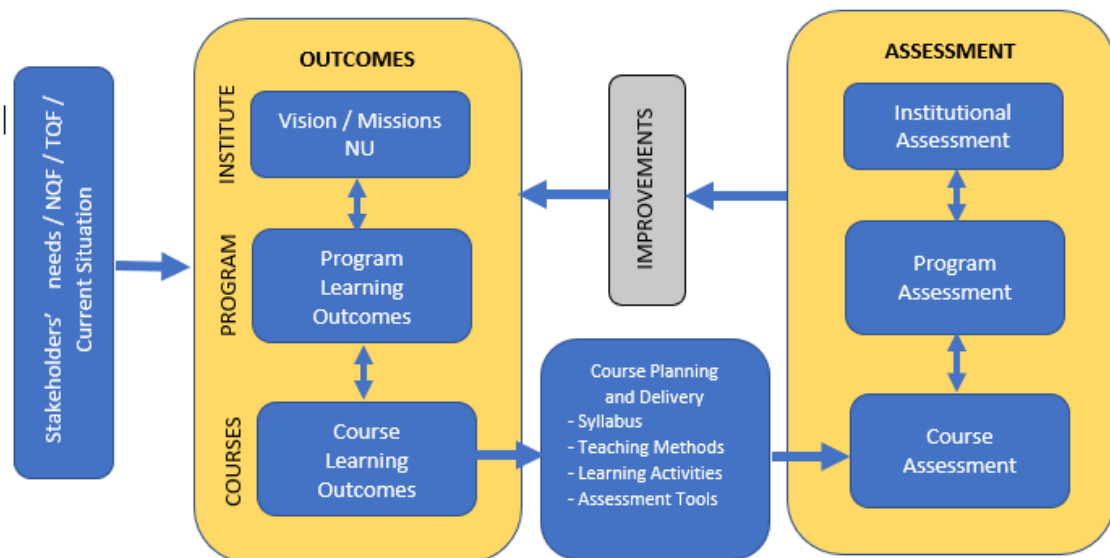 Stakeholders' needs / NQF / TQF /
Current Situation
OUTCOMES
INSTITUTE
Vision / Missions
NU
PROGRAM
Program
Learning
Outcomes
COURSES
Course
Learning
Outcomes
IMPROVEMENTS
Course Planning
and Delivery
- Syllabus
- Teaching Methods
- Learning Activities
- Assessment Tools
ASSESSMENT
Institutional
Assessment
Program
Assessment
Course
Assessment